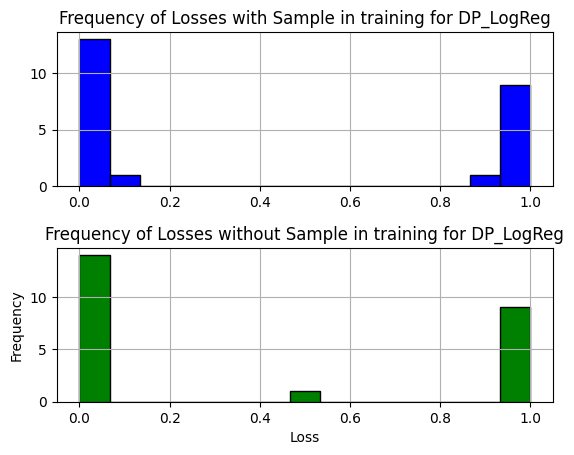 Frequency of Losses with Sample in training for DP_LogReg
10
5
0
0.0 0.2 0.4 0.6 0.8 1.0
Frequency of Losses without Sample in training for DP_LogReg
Frequency
10
5
0
0.0 0.2 0.4 0.6 0.8 1.0
Loss